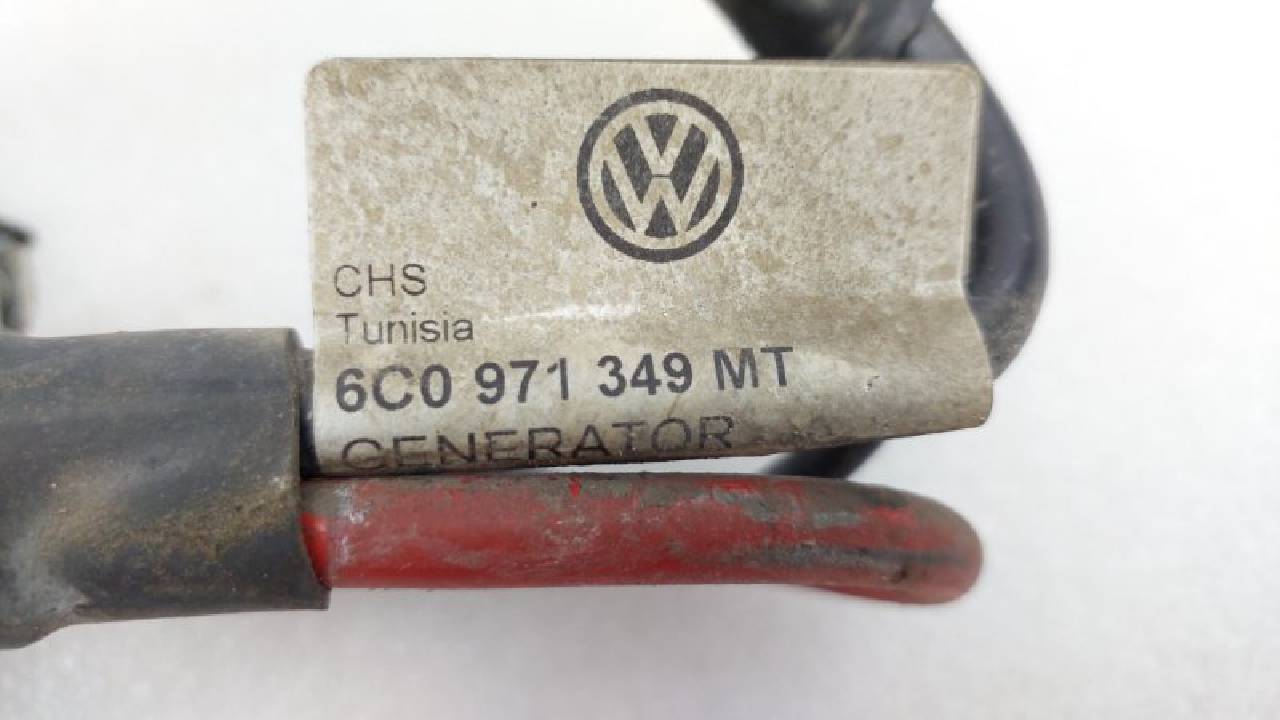 CHS
Tunisia
6C0 971 349 MT
GENERATOR